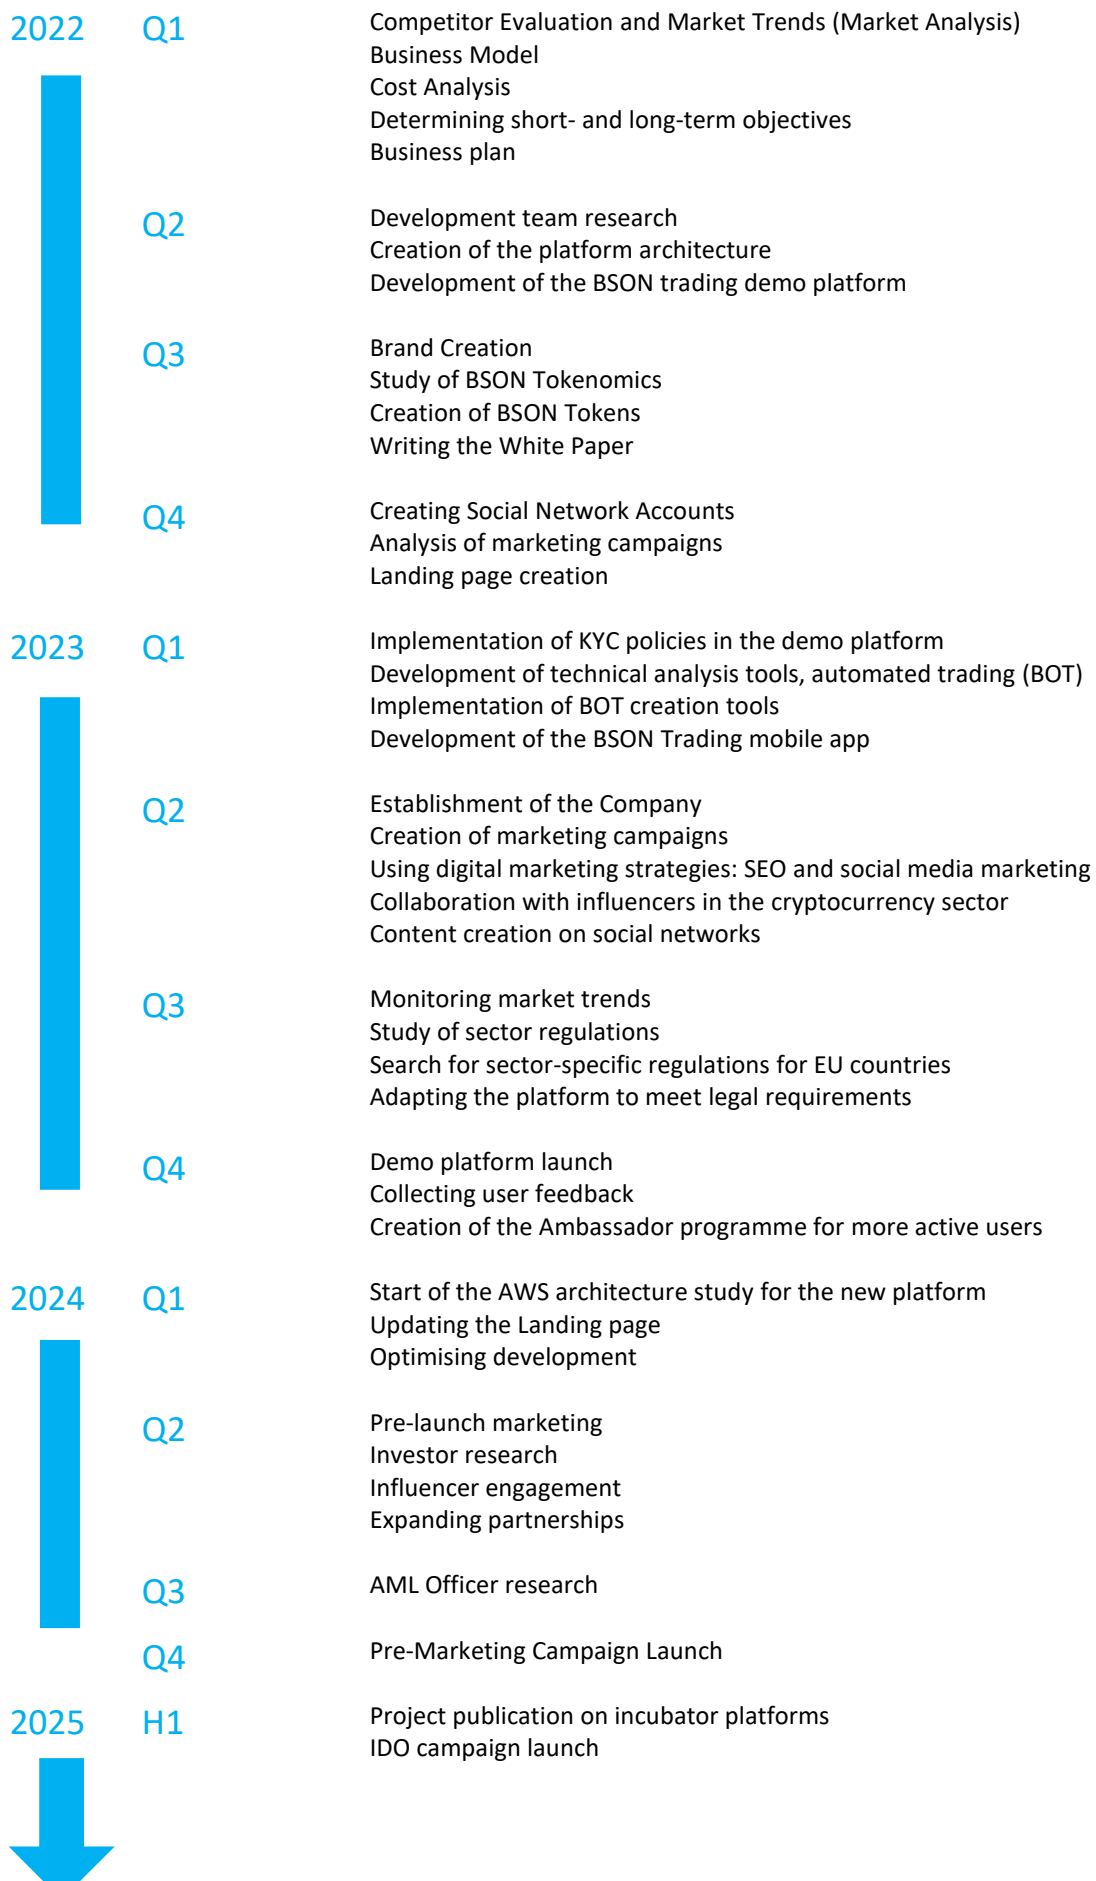 2022 Q1 Competitor Evaluation and Market Trends (Market Analysis)
Business Model
Cost Analysis
Determining short- and long-term objectives
Business plan
Q2 Development team research
Creation of the platform architecture
Development of the BSON trading demo platform
Q3 Brand Creation
Study of BSON Tokenomics
Creation of BSON Tokens
Writing the White Paper
Q4 Creating Social Network Accounts
Analysis of marketing campaigns
Landing page creation
2023 Q1 Implementation of KYC policies in the demo platform
Development of technical analysis tools, automated trading (BOT)
Implementation of BOT creation tools
Development of the BSON Trading mobile app
Q2 Establishment of the Company
Creation of marketing campaigns
Using digital marketing strategies: SEO and social media marketing
Collaboration with influencers in the cryptocurrency sector
Content creation on social networks
Q3 Monitoring market trends
Study of sector regulations
Search for sector-specific regulations for EU countries
Adapting the platform to meet legal requirements
Q4 Demo platform launch
Collecting user feedback
Creation of the Ambassador programme for more active users
2024 Q1 Start of the AWS architecture study for the new platform
Updating the Landing page
Optimising development
Q2 Pre-launch marketing
Investor research
Influencer engagement
Expanding partnerships
Q3 AML Officer research
Q4 Pre-Marketing Campaign Launch
2025 H1 Project publication on incubator platforms
IDO campaign launch